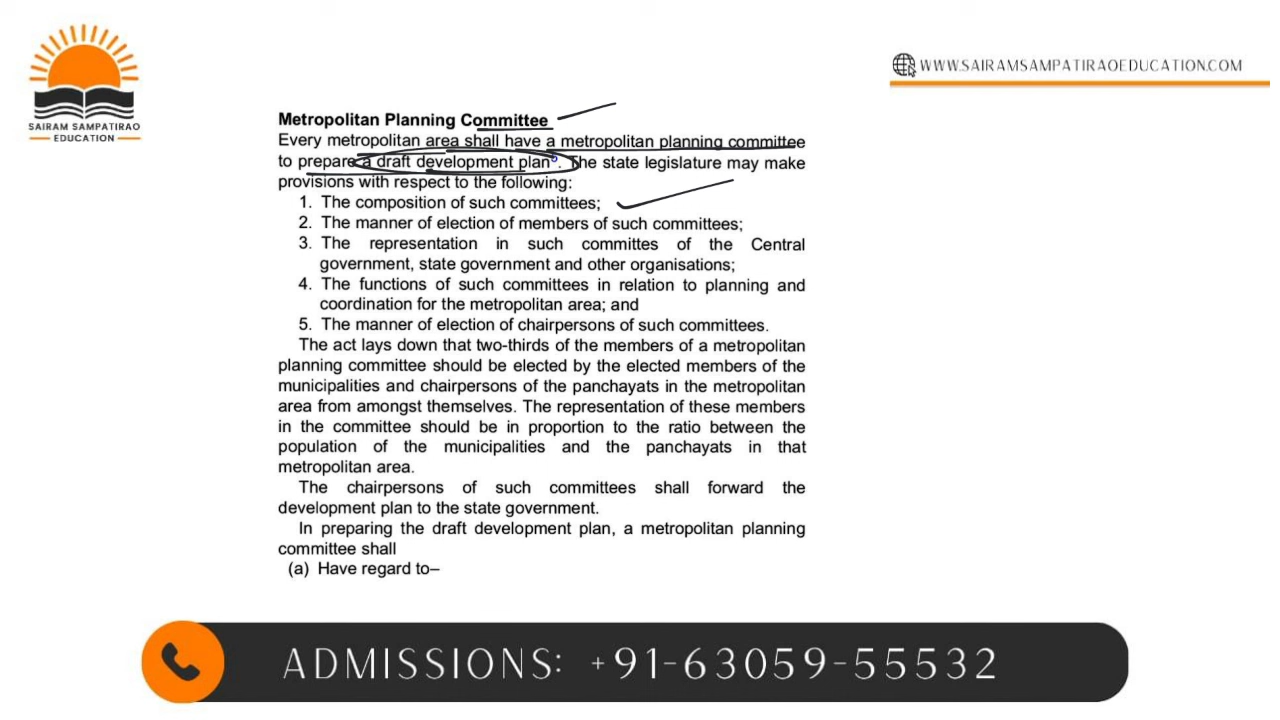 SAIRAM SAMPATIRAO
EDUCATION
WWW.SAIRAMSAMPATIRAOEDUCATION.COM
Metropolitan Planning Committee
Every metropolitan area shall have a metropolitan planning committee
to prepare a draft development plan⁵. The state legislature may make
provisions with respect to the following:
1. The composition of such committees;
2. The manner of election of members of such committees;
3. The representation in such committes of the Central
government, state government and other organisations;
4. The functions of such committees in relation to planning and
coordination for the metropolitan area; and
5. The manner of election of chairpersons of such committees.
The act lays down that two-thirds of the members of a metropolitan
planning committee should be elected by the elected members of the
municipalities and chairpersons of the panchayats in the metropolitan
area from amongst themselves. The representation of these members
in the committee should be in proportion to the ratio between the
population of the municipalities and the panchayats in that
metropolitan area.
The chairpersons of such committees shall forward the
development plan to the state government.
In preparing the draft development plan, a metropolitan planning
committee shall
(a) Have regard to–
ADMISSIONS: +91-63059-55532